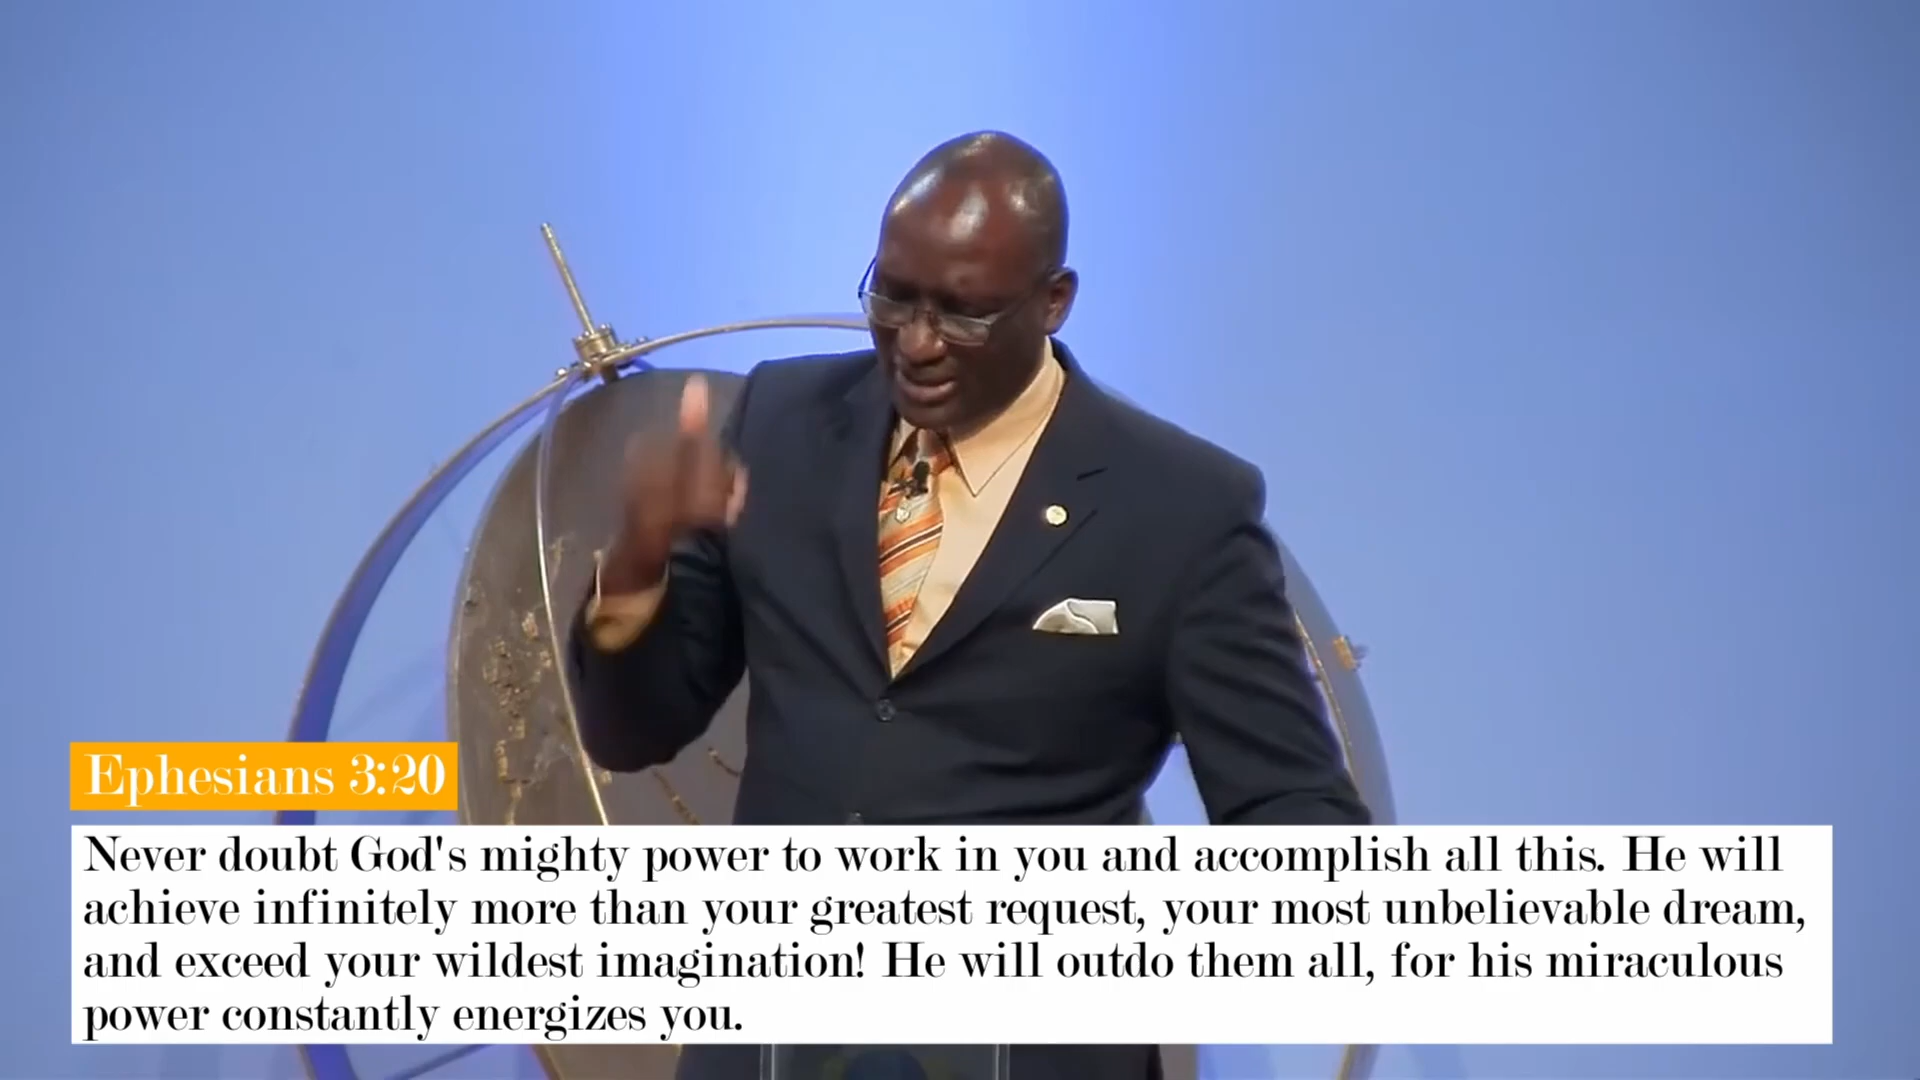 Ephesians 3:20
Never doubt God's mighty power to work in you and accomplish all this. He will
achieve infinitely more than your greatest request, your most unbelievable dream,
and exceed your wildest imagination! He will outdo them all, for his miraculous
power constantly energizes you.